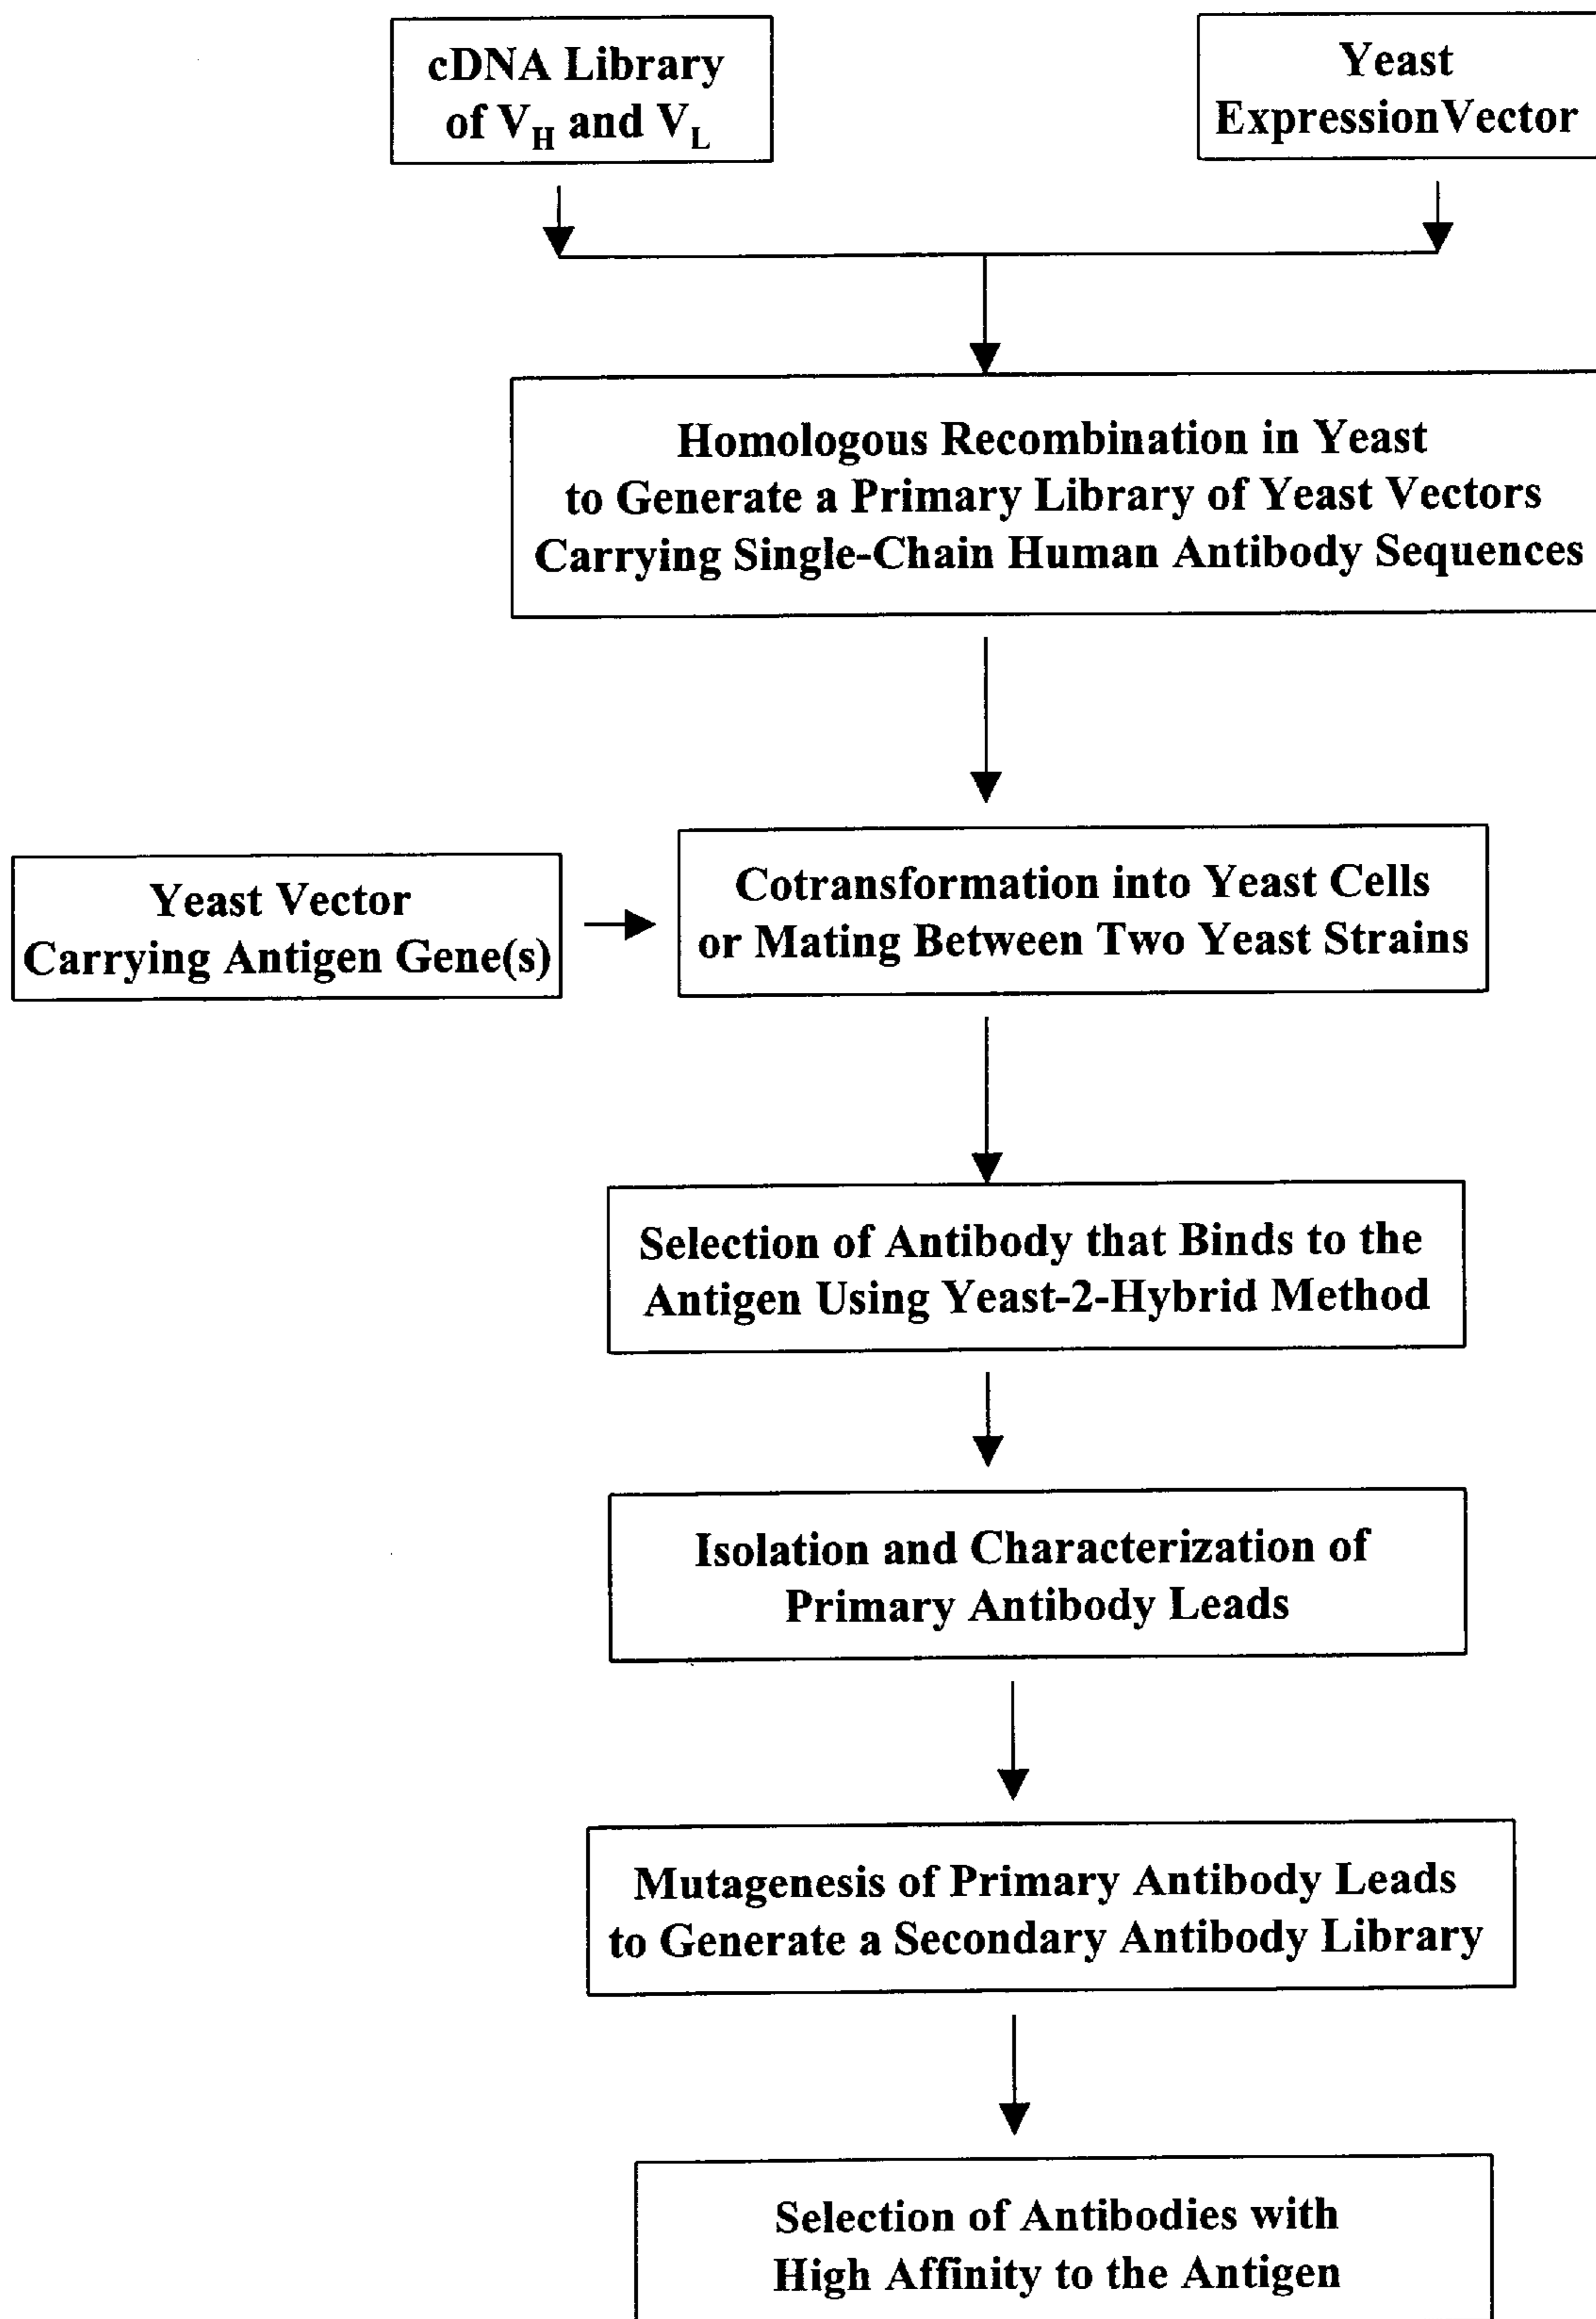 cDNA Library
of V_H and V_L
Yeast
ExpressionVector
Homologous Recombination in Yeast
to Generate a Primary Library of Yeast Vectors
Carrying Single-Chain Human Antibody Sequences
Yeast Vector
Carrying Antigen Gene(s)
Cotransformation into Yeast Cells
or Mating Between Two Yeast Strains
Selection of Antibody that Binds to the
Antigen Using Yeast-2-Hybrid Method
Isolation and Characterization of
Primary Antibody Leads
Mutagenesis of Primary Antibody Leads
to Generate a Secondary Antibody Library
Selection of Antibodies with
High Affinity to the Antigen